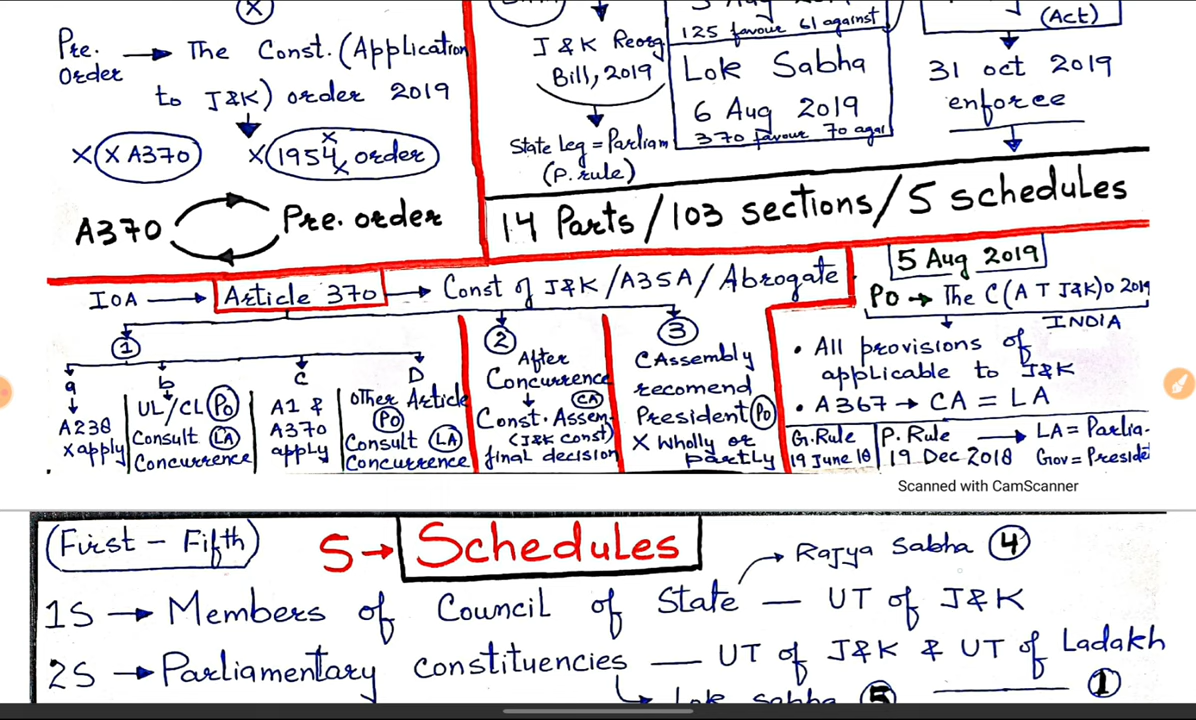 X
Pre. Order → The Const. (Application
to J&K) order 2019
X (X A370) X (1954 order)
X
X
A370 Pre. order
J & K Reorg
Bill, 2019
State Leg = Parliam
(P. rule)
125 favour 61 against
Lok Sabha
6 Aug 2019
370 favour 70 agai
(Act)
31 oct 2019
enforce
14 Parts / 103 sections / 5 schedules
IOA → Article 370 → Const of J&K / A35A / Abrogate
1
a
A238
X apply
b
UL/CL (Po)
Consult (LA)
Concurrence
C
A1 &
A370
apply
D
Other Article
(Po)
Consult (LA)
Concurrence
2
After
Concurrence
(CA)
Const. Assem.
(J&K Const)
final decision
3
C Assembly
recomend
President (Po)
X Wholly or
partly
5 Aug 2019
PO → The C(A T J&K)O 2019
INDIA
• All provisions of
applicable to J&K
• A367 → CA = LA
G. Rule
19 June 18
P. Rule → LA = Parlia-
19 Dec 2018 Gov = Preside
Scanned with CamScanner
(First - Fifth) S → Schedules
Rajya Sabha 4
1S → Members of Council of State — UT of J&K
2S → Parliamentary constituencies — UT of J&K & UT of Ladakh
Lok Sabha 5 — 1